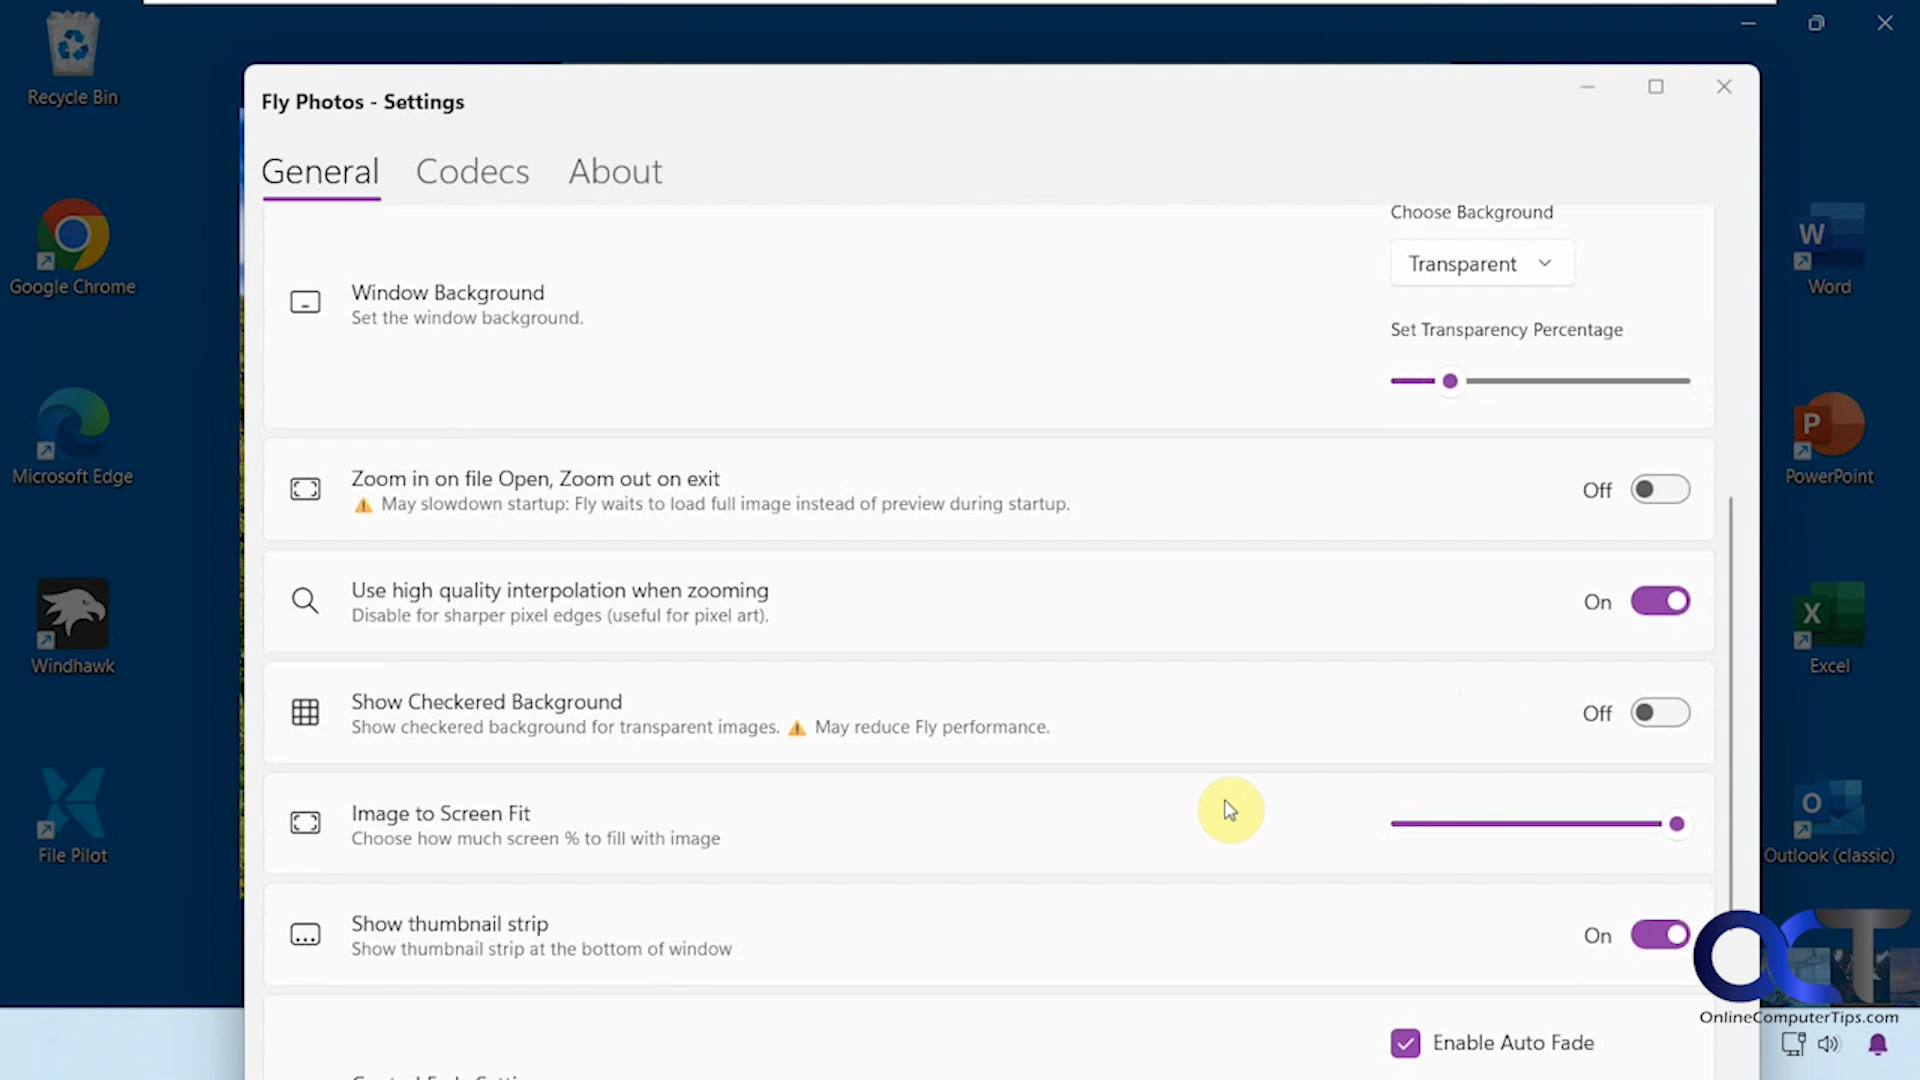 Recycle Bin
Google Chrome
Microsoft Edge
Windhawk
File Pilot
Fly Photos - Settings
General Codecs About
Choose Background
Transparent
Window Background
Set the window background.
Set Transparency Percentage
Zoom in on file Open, Zoom out on exit
May slowdown startup: Fly waits to load full image instead of preview during startup.
Off
Use high quality interpolation when zooming
Disable for sharper pixel edges (useful for pixel art).
On
Show Checkered Background
Show checkered background for transparent images. ⚠ May reduce Fly performance.
Off
Image to Screen Fit
Choose how much screen % to fill with image
Show thumbnail strip
Show thumbnail strip at the bottom of window
On
Enable Auto Fade
Word
PowerPoint
Excel
Outlook (classic)
OCT
OnlineComputerTips.com